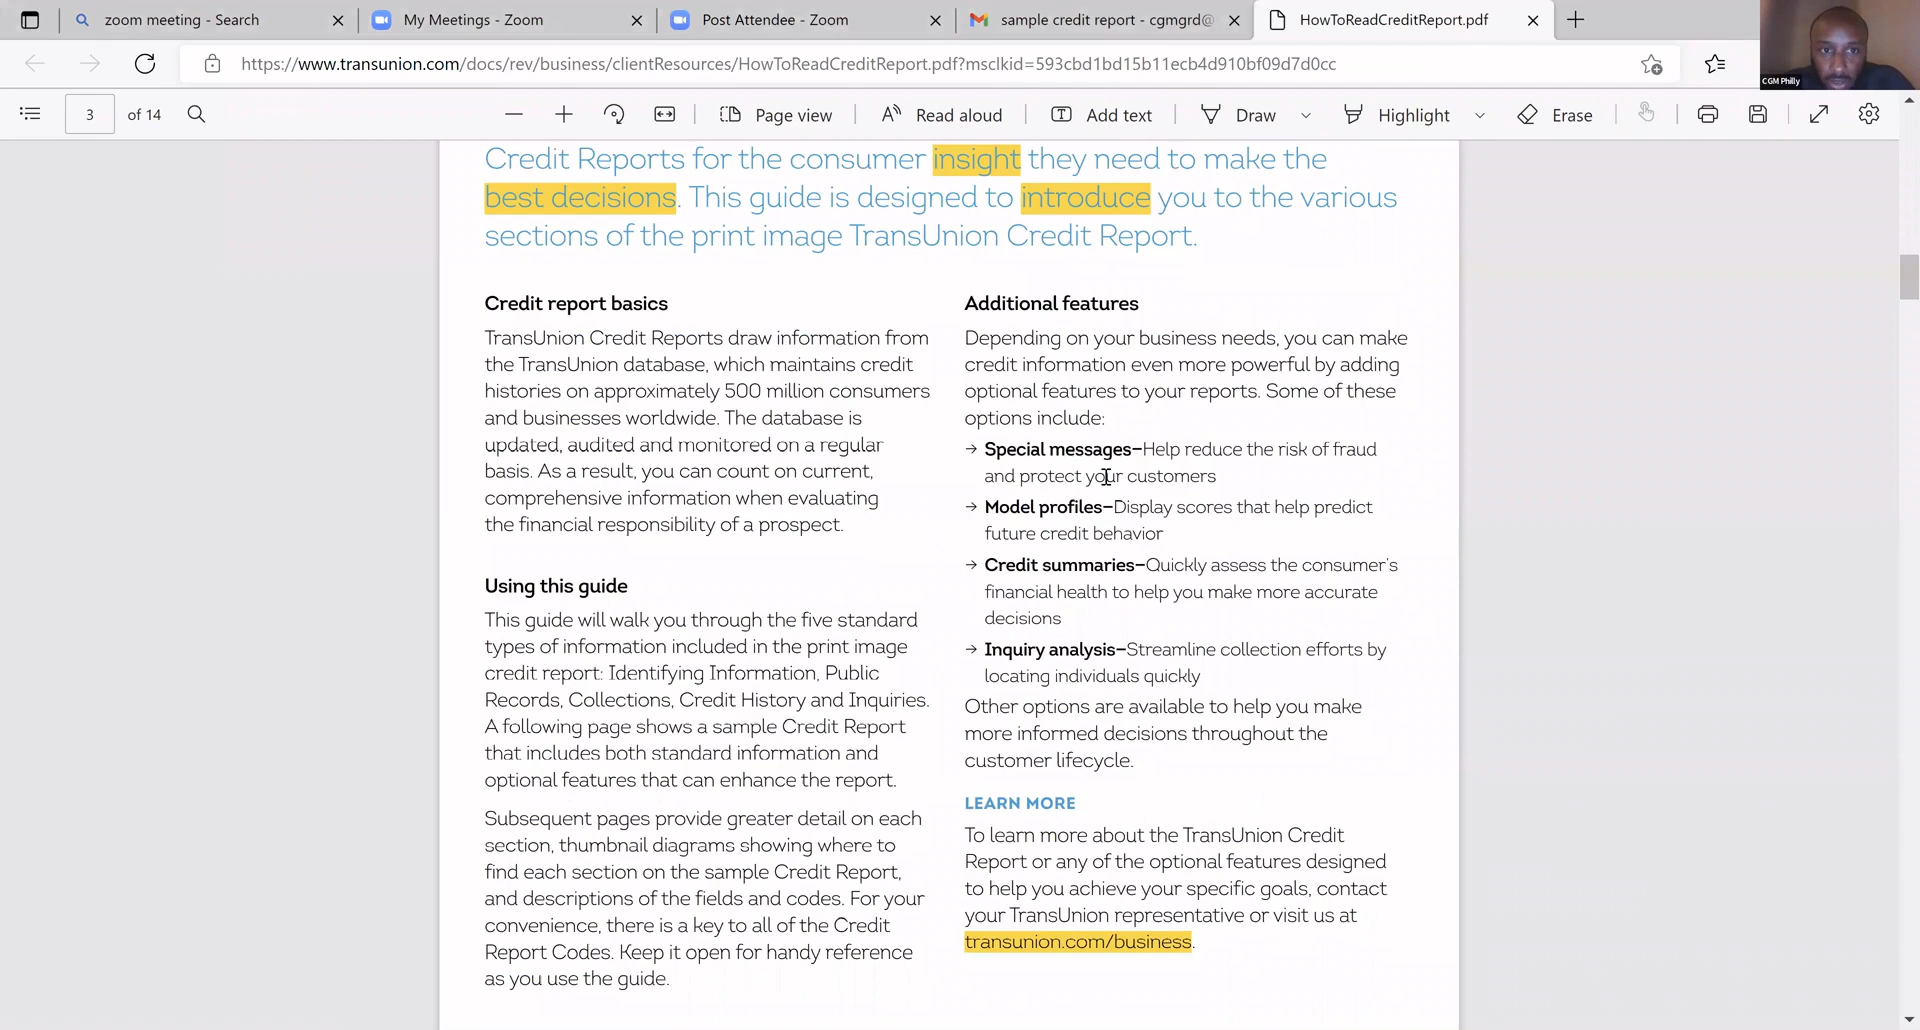 zoom meeting - Search
My Meetings - Zoom
Post Attendee - Zoom
sample credit report - cgmgrd@
HowToReadCreditReport.pdf
https://www.transunion.com/docs/rev/business/clientResources/HowToReadCreditReport.pdf?msclkid=593cbd1bd15b11ecb4d910bf09d7d0cc
CGM Philly
3 of 14
Page view
Read aloud
Add text
Draw
Highlight
Erase
Credit Reports for the consumer insight they need to make the
best decisions. This guide is designed to introduce you to the various
sections of the print image TransUnion Credit Report.
Credit report basics
TransUnion Credit Reports draw information from
the TransUnion database, which maintains credit
histories on approximately 500 million consumers
and businesses worldwide. The database is
updated, audited and monitored on a regular
basis. As a result, you can count on current,
comprehensive information when evaluating
the financial responsibility of a prospect.
Using this guide
This guide will walk you through the five standard
types of information included in the print image
credit report: Identifying Information, Public
Records, Collections, Credit History and Inquiries.
A following page shows a sample Credit Report
that includes both standard information and
optional features that can enhance the report.
Subsequent pages provide greater detail on each
section, thumbnail diagrams showing where to
find each section on the sample Credit Report,
and descriptions of the fields and codes. For your
convenience, there is a key to all of the Credit
Report Codes. Keep it open for handy reference
as you use the guide.
Additional features
Depending on your business needs, you can make
credit information even more powerful by adding
optional features to your reports. Some of these
options include:
→ Special messages—Help reduce the risk of fraud
and protect your customers
→ Model profiles—Display scores that help predict
future credit behavior
→ Credit summaries—Quickly assess the consumer's
financial health to help you make more accurate
decisions
→ Inquiry analysis—Streamline collection efforts by
locating individuals quickly
Other options are available to help you make
more informed decisions throughout the
customer lifecycle.
LEARN MORE
To learn more about the TransUnion Credit
Report or any of the optional features designed
to help you achieve your specific goals, contact
your TransUnion representative or visit us at
transunion.com/business.